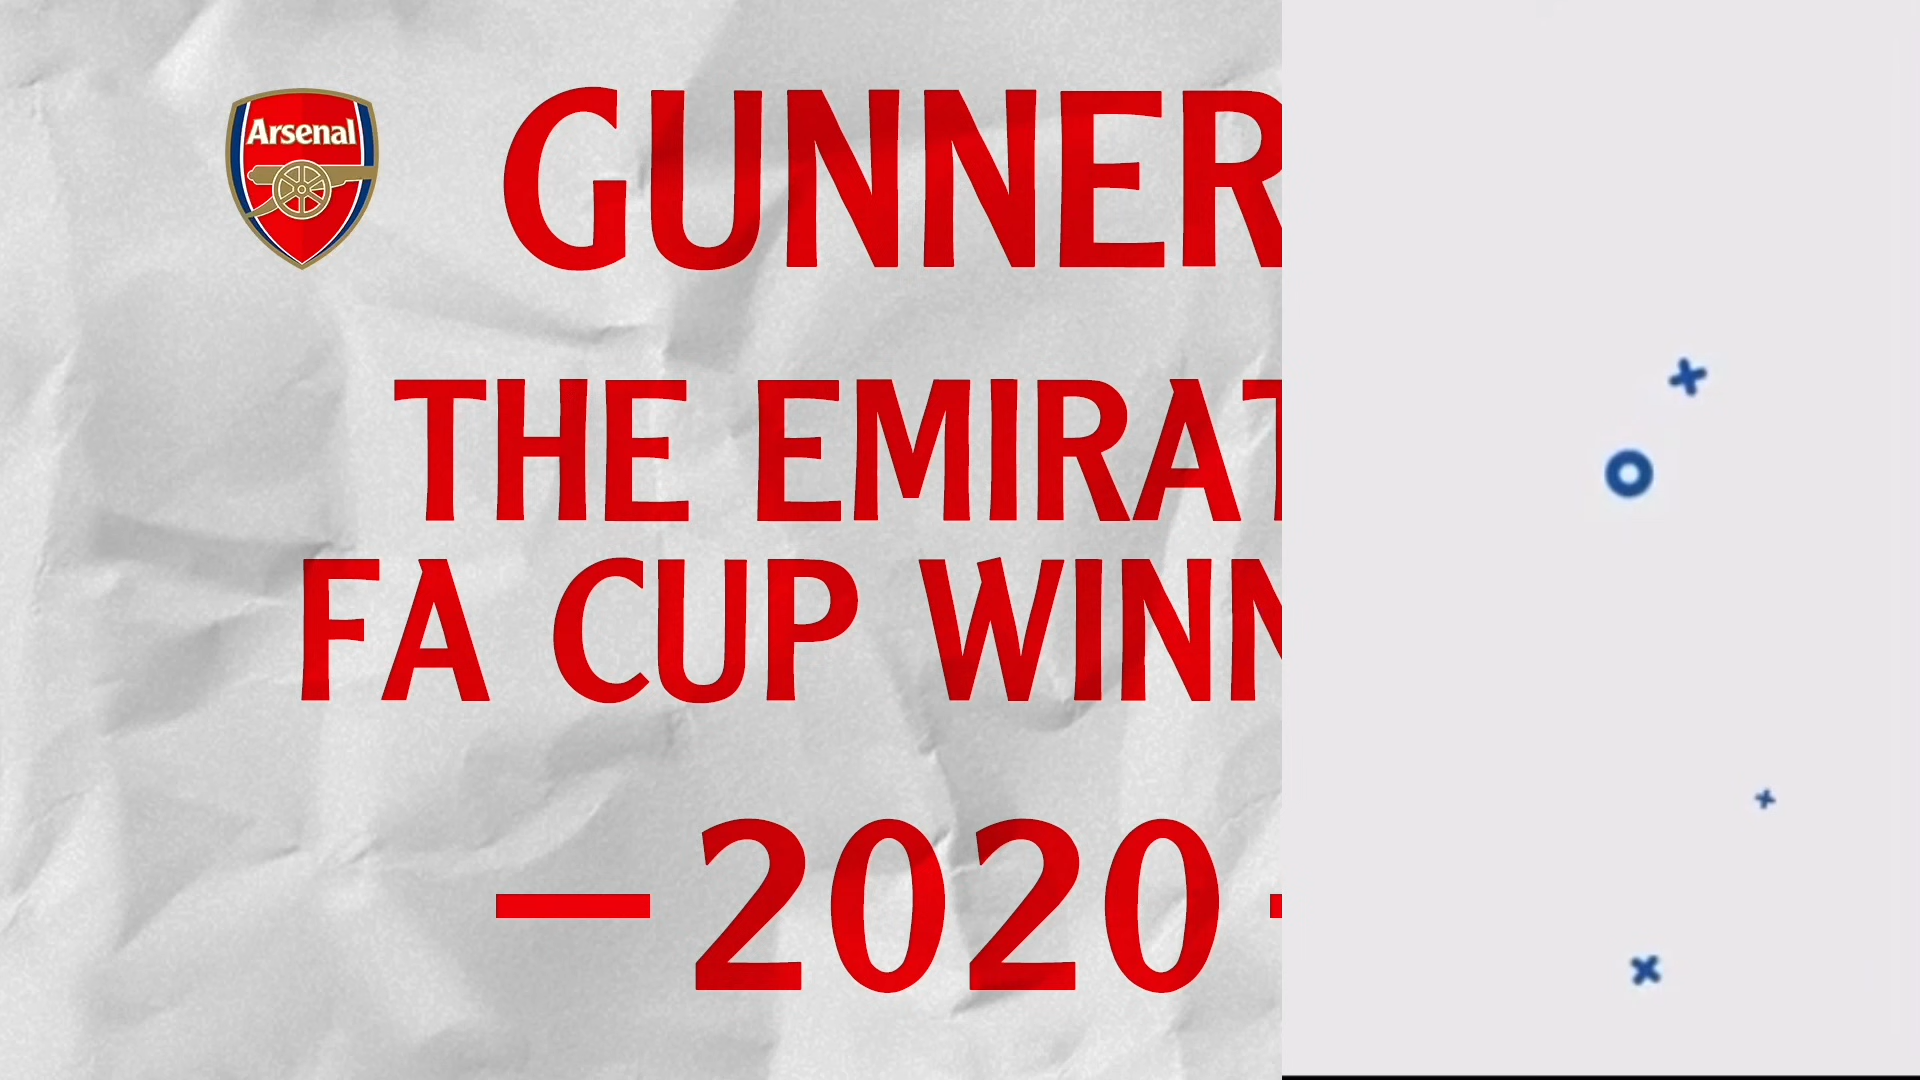 Arsenal
GUNNER
THE EMIRAT
FA CUP WINN
—2020-